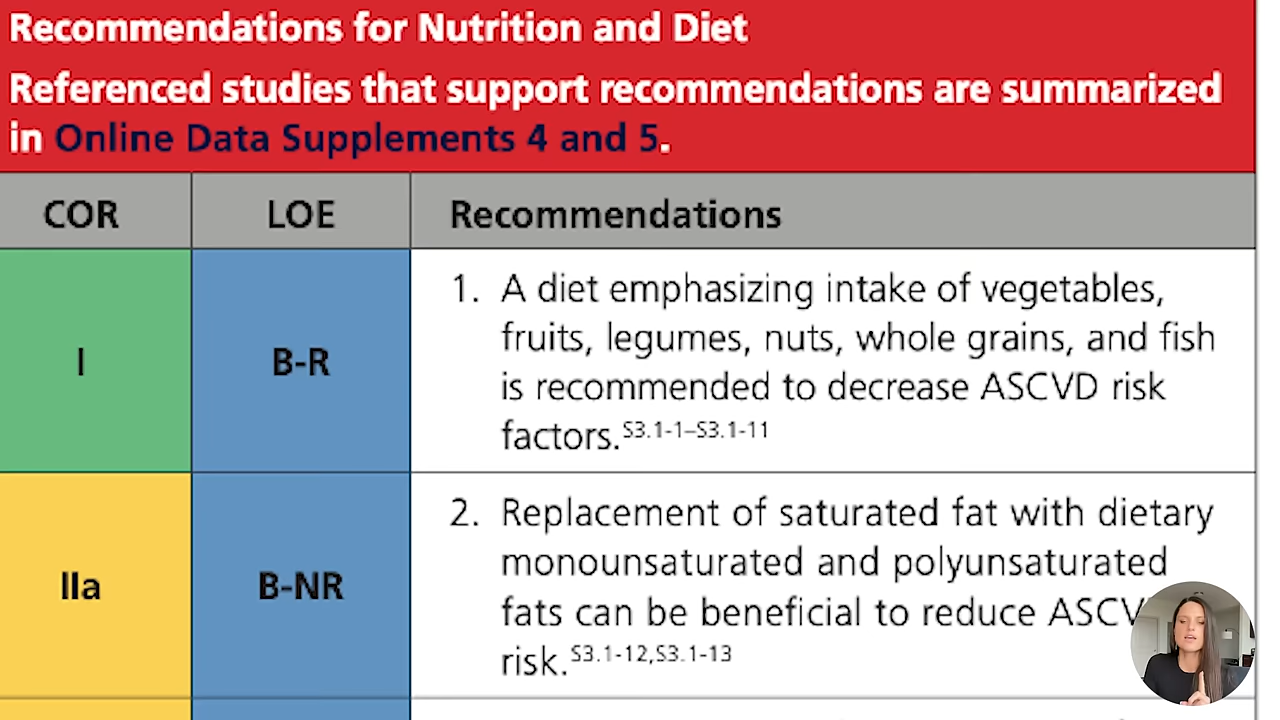 Recommendations for Nutrition and Diet
Referenced studies that support recommendations are summarized
in Online Data Supplements 4 and 5.
COR LOE Recommendations
I B-R 1. A diet emphasizing intake of vegetables,
fruits, legumes, nuts, whole grains, and fish
is recommended to decrease ASCVD risk
factors.S3.1-1–S3.1-11
IIa B-NR 2. Replacement of saturated fat with dietary
monounsaturated and polyunsaturated
fats can be beneficial to reduce
risk.S3.1-12,S3.1-13